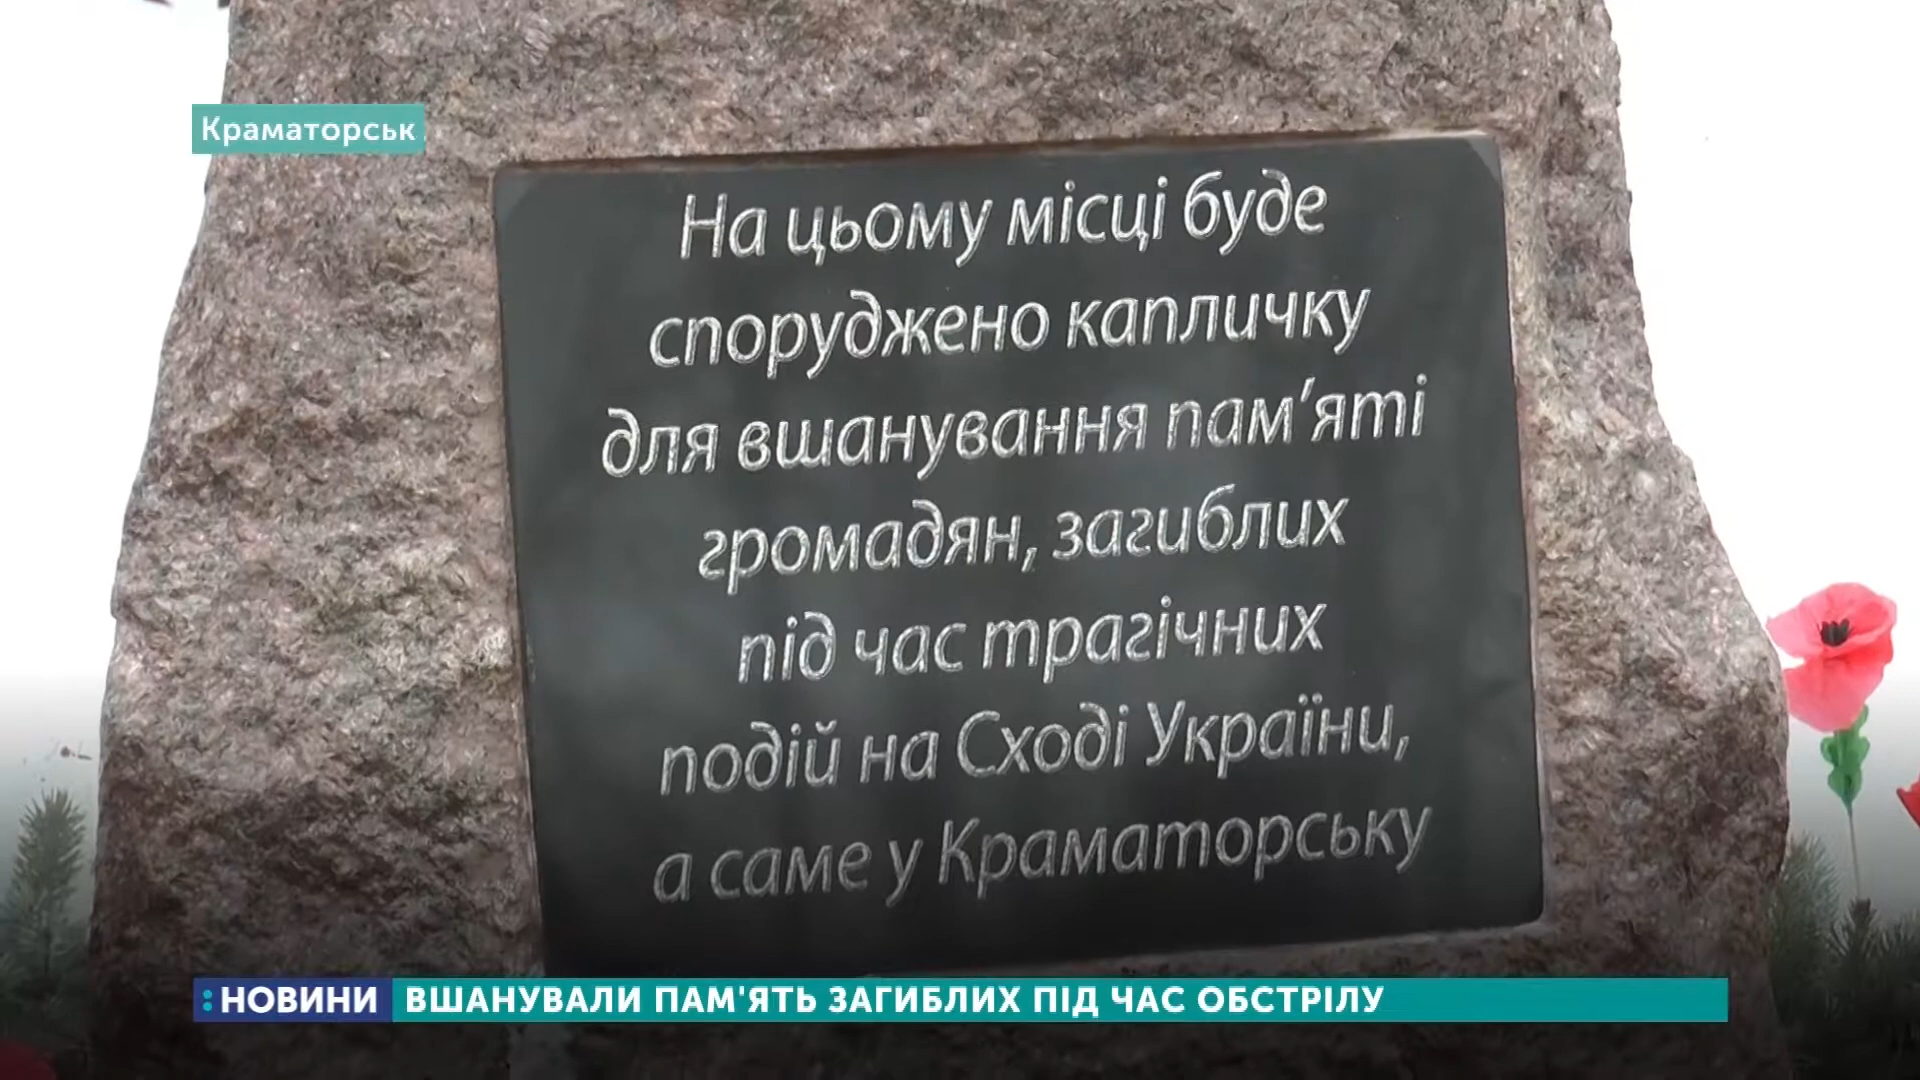 Краматорськ
На цьому місці буде
споруджено капличку
для вшанування пам’яті
громадян, загиблих
під час трагічних
подій на Сході України,
а саме у Краматорську
:НОВИНИ ВШАНУВАЛИ ПАМ'ЯТЬ ЗАГИБЛИХ ПІД ЧАС ОБСТРІЛУ